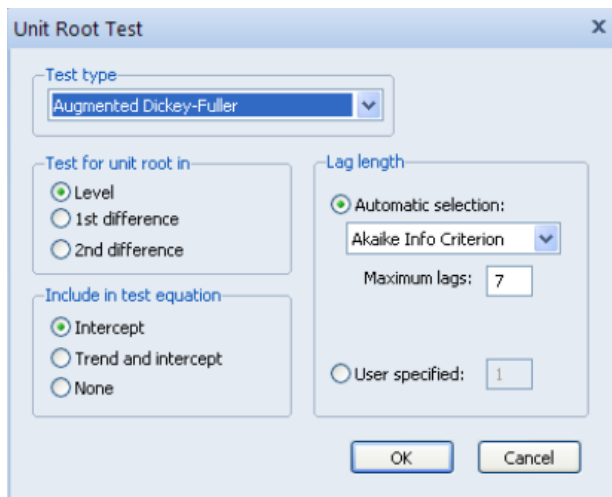 Unit Root Test
x
Test type
Augmented Dickey-Fuller
Test for unit root in
Level
1st difference
2nd difference
Include in test equation
Intercept
Trend and intercept
None
Lag length
Automatic selection:
Akaike Info Criterion
Maximum lags: 7
User specified: 1
OK Cancel